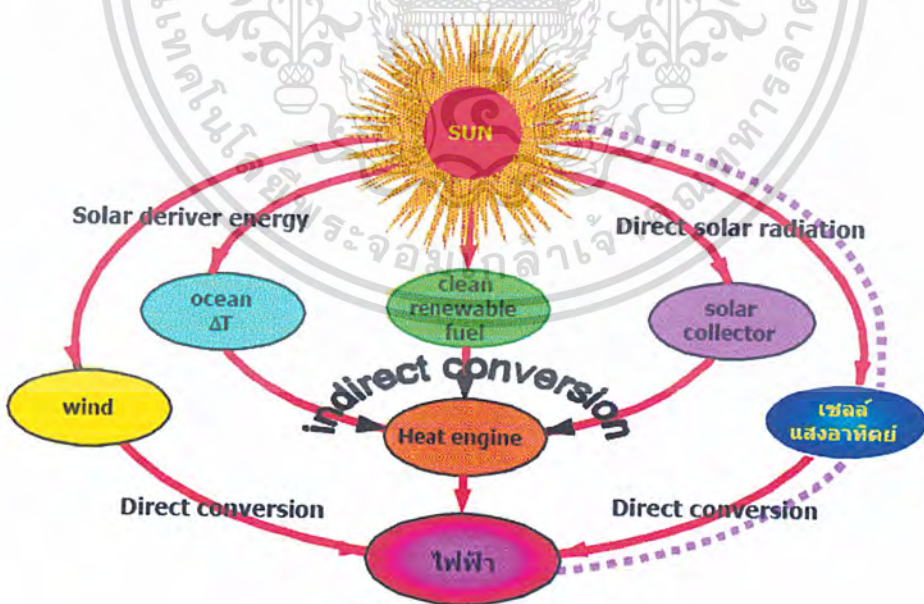 SUN
Solar deriver energy
Direct solar radiation
ocean
ΔT
clean
renewable
fuel
solar
collector
indirect conversion
wind
Heat engine
เซลล์
แสงอาทิตย์
Direct conversion
Direct conversion
ไฟฟ้า